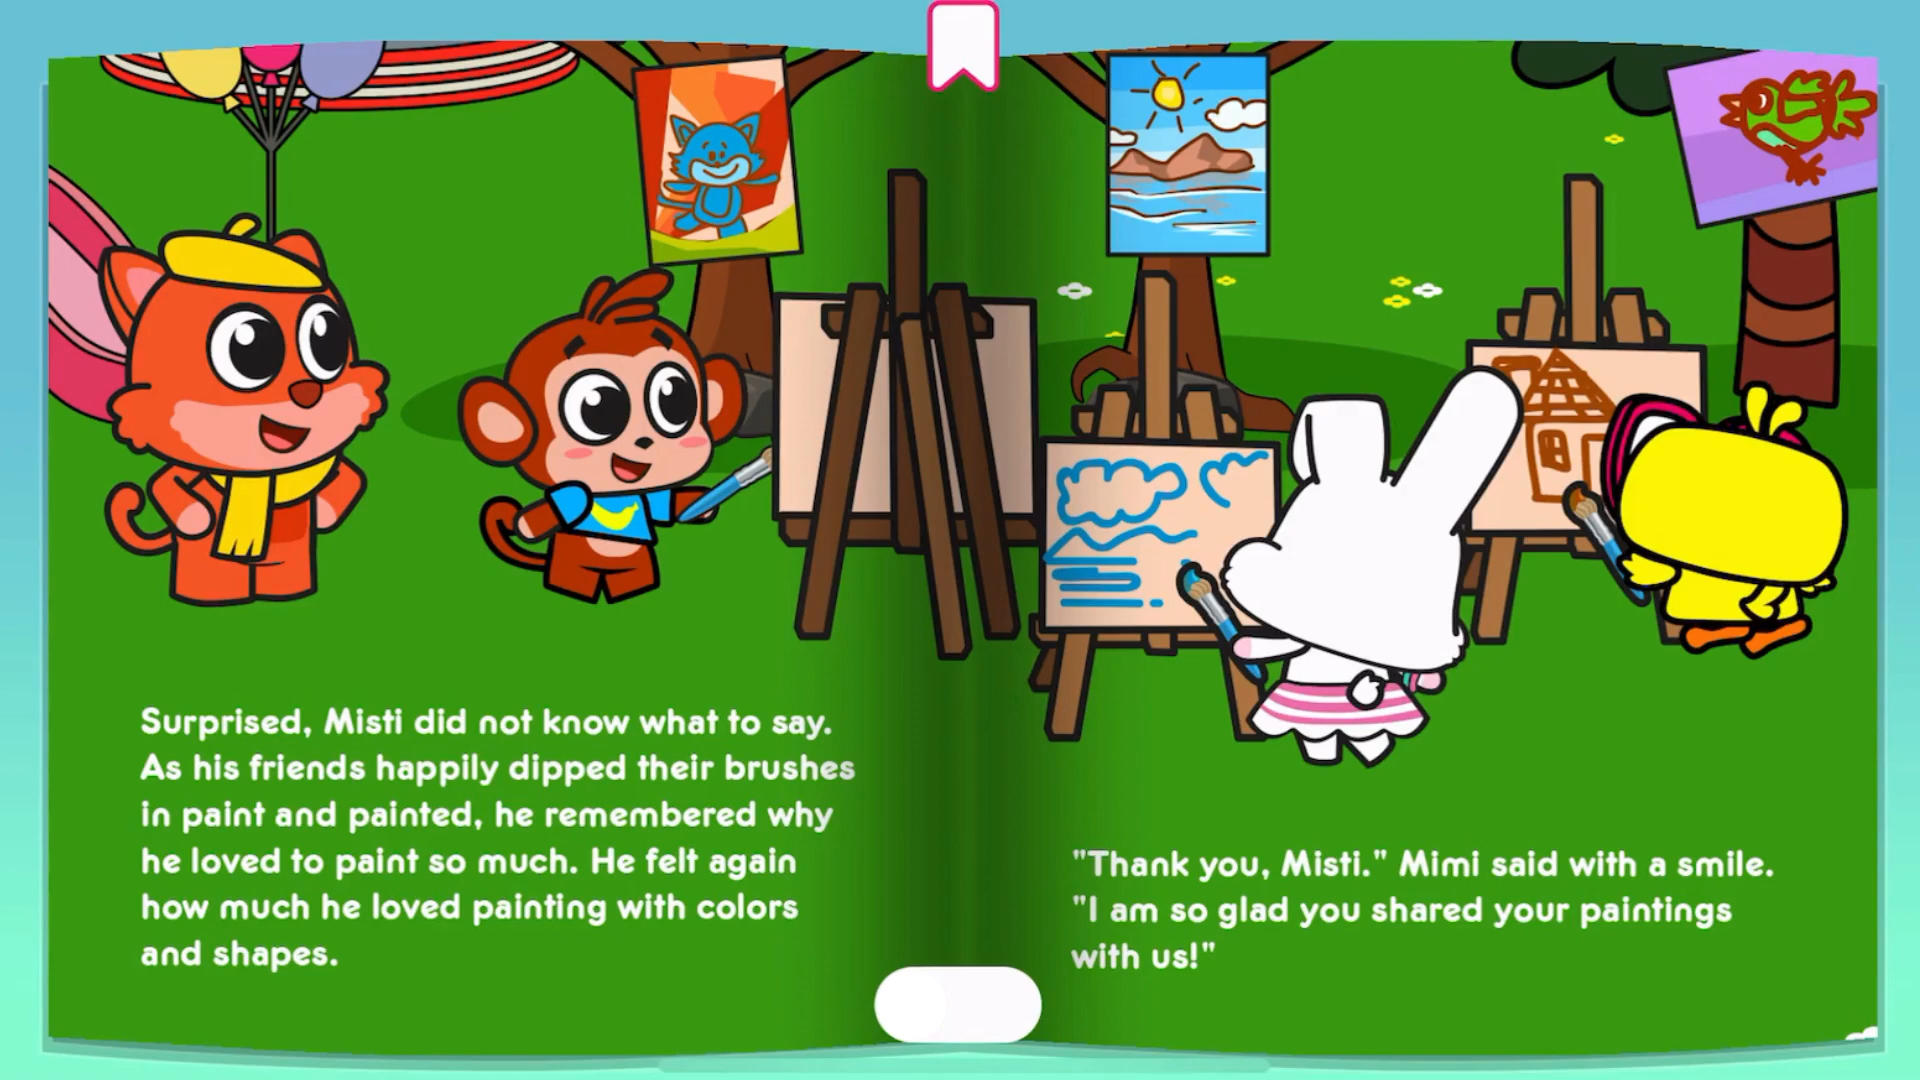 Surprised, Misti did not know what to say.
As his friends happily dipped their brushes
in paint and painted, he remembered why
he loved to paint so much. He felt again
how much he loved painting with colors
and shapes.
"Thank you, Misti." Mimi said with a smile.
"I am so glad you shared your paintings
with us!"